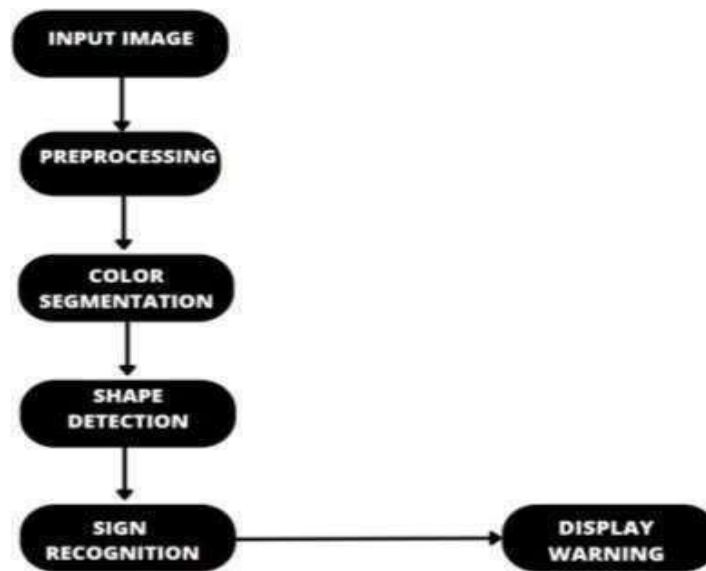 INPUT IMAGE
PREPROCESSING
COLOR
SEGMENTATION
SHAPE
DETECTION
SIGN
RECOGNITION
DISPLAY
WARNING